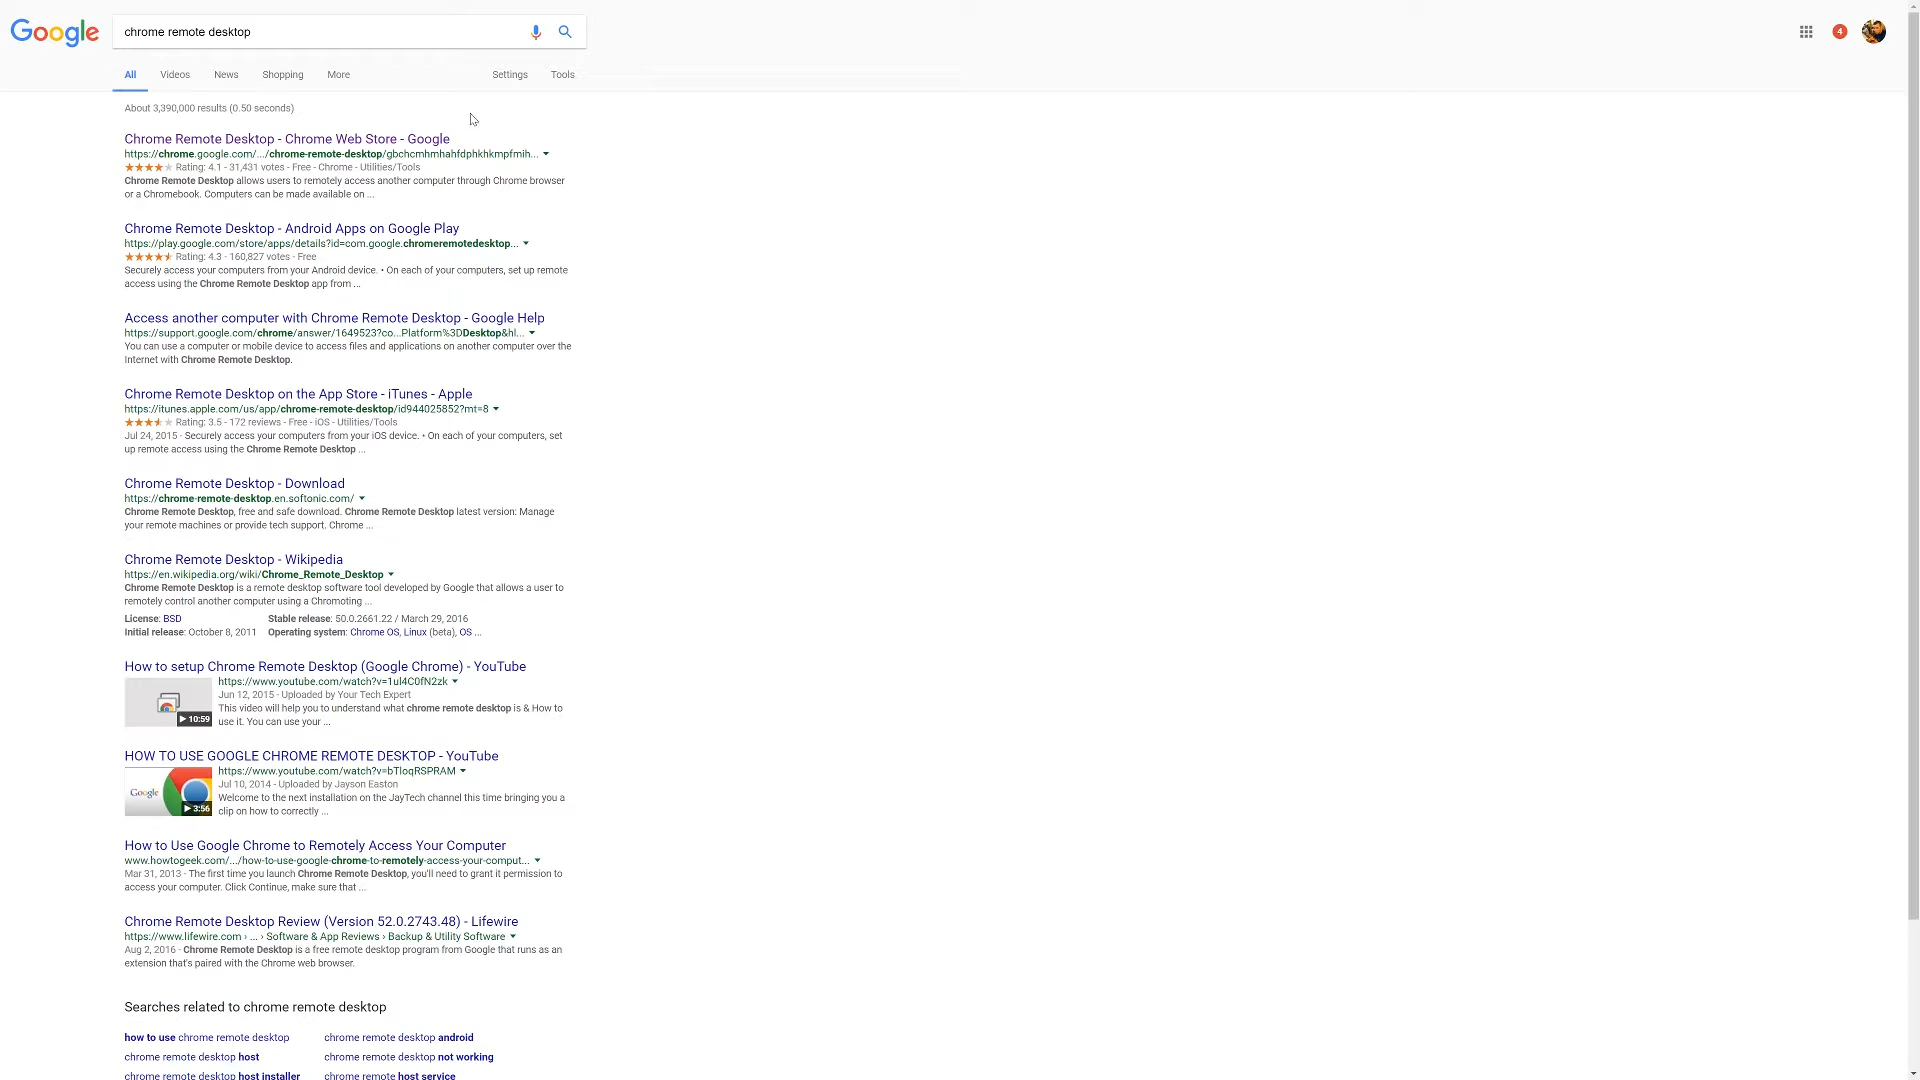 Google
chrome remote desktop
4
All Videos News Shopping More Settings Tools
About 3,390,000 results (0.50 seconds)
Chrome Remote Desktop - Chrome Web Store - Google
https://chrome.google.com/.../chrome-remote-desktop/gbchcmhmhahfdphkhkmpfmih...
Rating: 4.1 - 31,431 votes - Free - Chrome - Utilities/Tools
Chrome Remote Desktop allows users to remotely access another computer through Chrome browser
or a Chromebook. Computers can be made available on ...
Chrome Remote Desktop - Android Apps on Google Play
https://play.google.com/store/apps/details?id=com.google.chromeremotedesktop...
Rating: 4.3 - 160,827 votes - Free
Securely access your computers from your Android device. • On each of your computers, set up remote
access using the Chrome Remote Desktop app from ...
Access another computer with Chrome Remote Desktop - Google Help
https://support.google.com/chrome/answer/1649523?co...Platform%3DDesktop&hl...
You can use a computer or mobile device to access files and applications on another computer over the
Internet with Chrome Remote Desktop.
Chrome Remote Desktop on the App Store - iTunes - Apple
https://itunes.apple.com/us/app/chrome-remote-desktop/id944025852?mt=8
Rating: 3.5 - 172 reviews - Free - iOS - Utilities/Tools
Jul 24, 2015 - Securely access your computers from your iOS device. • On each of your computers, set
up remote access using the Chrome Remote Desktop ...
Chrome Remote Desktop - Download
https://chrome-remote-desktop.en.softonic.com/
Chrome Remote Desktop, free and safe download. Chrome Remote Desktop latest version: Manage
your remote machines or provide tech support. Chrome ...
Chrome Remote Desktop - Wikipedia
https://en.wikipedia.org/wiki/Chrome_Remote_Desktop
Chrome Remote Desktop is a remote desktop software tool developed by Google that allows a user to
remotely control another computer using a Chromoting ...
License: BSD Stable release: 50.0.2661.22 / March 29, 2016
Initial release: October 8, 2011 Operating system: Chrome OS, Linux (beta), OS ...
How to setup Chrome Remote Desktop (Google Chrome) - YouTube
https://www.youtube.com/watch?v=1ul4C0fN2zk
Jun 12, 2015 - Uploaded by Your Tech Expert
This video will help you to understand what chrome remote desktop is & How to
use it. You can use your ...
10:59
HOW TO USE GOOGLE CHROME REMOTE DESKTOP - YouTube
https://www.youtube.com/watch?v=bTloqRSPRAM
Jul 10, 2014 - Uploaded by Jayson Easton
Welcome to the next installation on the JayTech channel this time bringing you a
clip on how to correctly ...
Google
3:56
How to Use Google Chrome to Remotely Access Your Computer
www.howtogeek.com/.../how-to-use-google-chrome-to-remotely-access-your-comput...
Mar 31, 2013 - The first time you launch Chrome Remote Desktop, you'll need to grant it permission to
access your computer. Click Continue, make sure that ...
Chrome Remote Desktop Review (Version 52.0.2743.48) - Lifewire
https://www.lifewire.com › ... › Software & App Reviews › Backup & Utility Software
Aug 2, 2016 - Chrome Remote Desktop is a free remote desktop program from Google that runs as an
extension that's paired with the Chrome web browser.
Searches related to chrome remote desktop
how to use chrome remote desktop chrome remote desktop android
chrome remote desktop host chrome remote desktop not working
chrome remote desktop host installer chrome remote host service